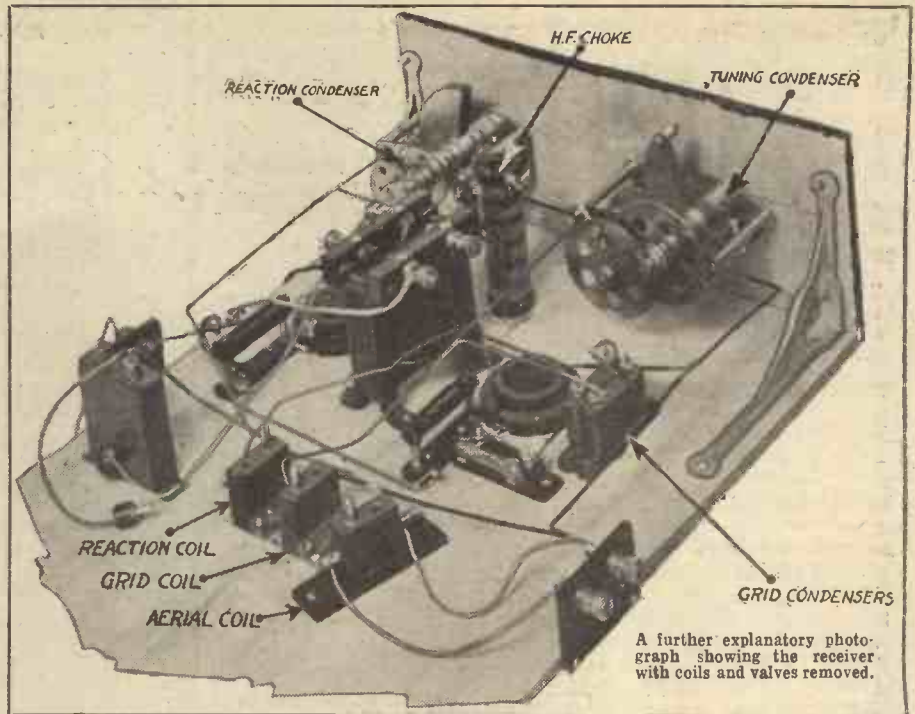 H.F. CHOKE
REACTION CONDENSER
TUNING CONDENSER
REACTION COIL
GRID COIL
AERIAL COIL
GRID CONDENSERS
A further explanatory photo-
graph showing the receiver
with coils and valves removed.